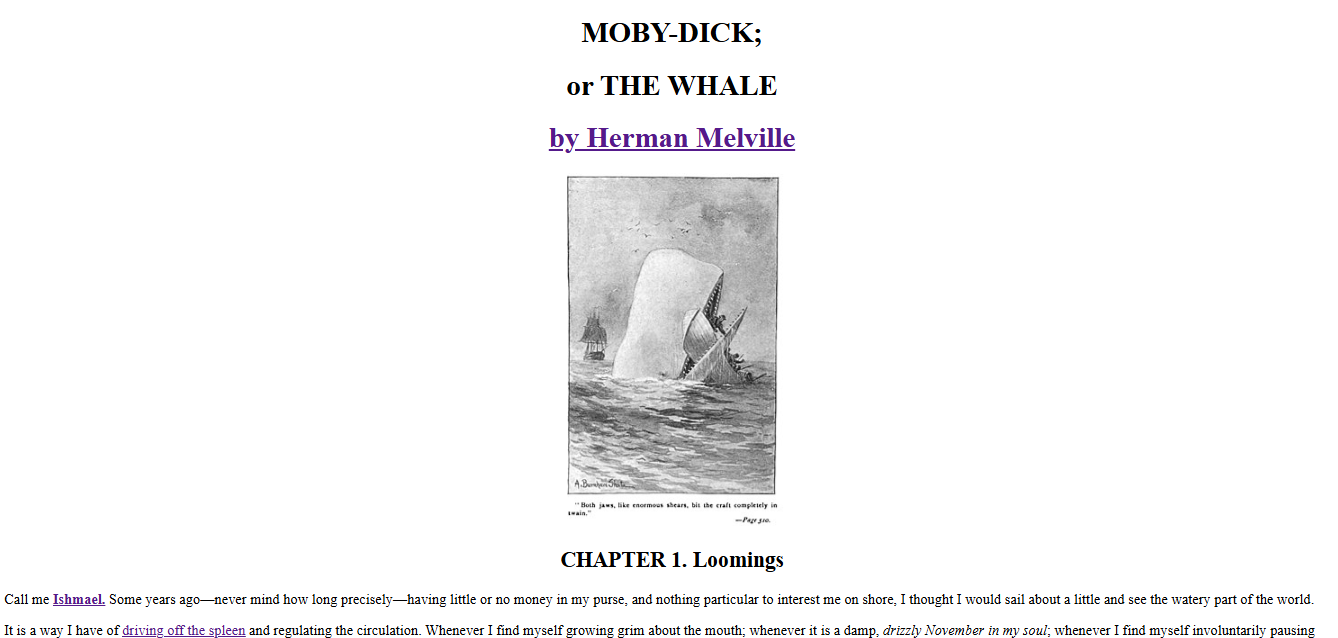 MOBY-DICK;
or THE WHALE
by Herman Melville
A. Burnham Shute
"Both jaws, like enormous shears, bit the craft completely in
twain."
—Page 510.
CHAPTER 1. Loomings
Call me Ishmael. Some years ago—never mind how long precisely—having little or no money in my purse, and nothing particular to interest me on shore, I thought I would sail about a little and see the watery part of the world.
It is a way I have of driving off the spleen and regulating the circulation. Whenever I find myself growing grim about the mouth; whenever it is a damp, drizzly November in my soul; whenever I find myself involuntarily pausing